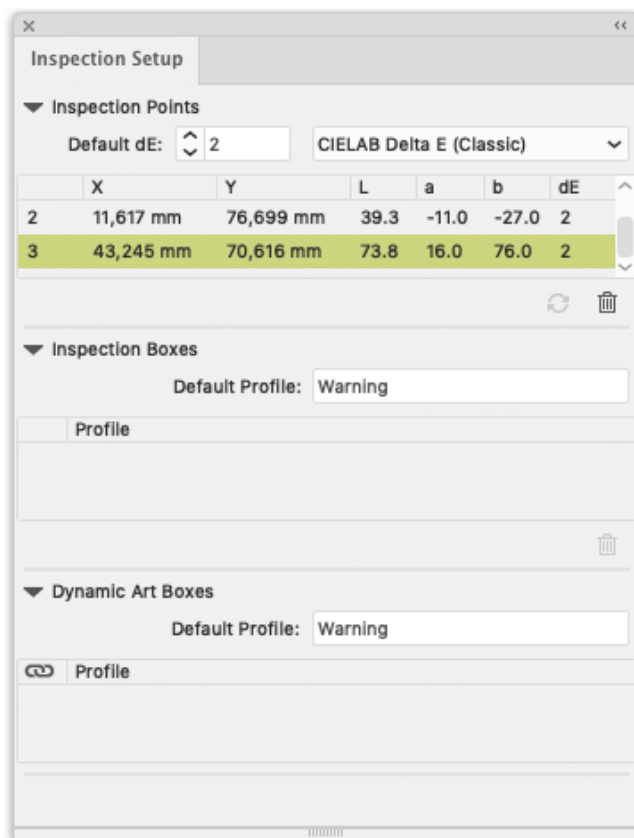 Inspection Setup
Inspection Points
Default dE: 2 CIELAB Delta E (Classic)
X Y L a b dE
2 11,617 mm 76,699 mm 39.3 -11.0 -27.0 2
3 43,245 mm 70,616 mm 73.8 16.0 76.0 2
Inspection Boxes
Default Profile: Warning
Profile
Dynamic Art Boxes
Default Profile: Warning
Profile